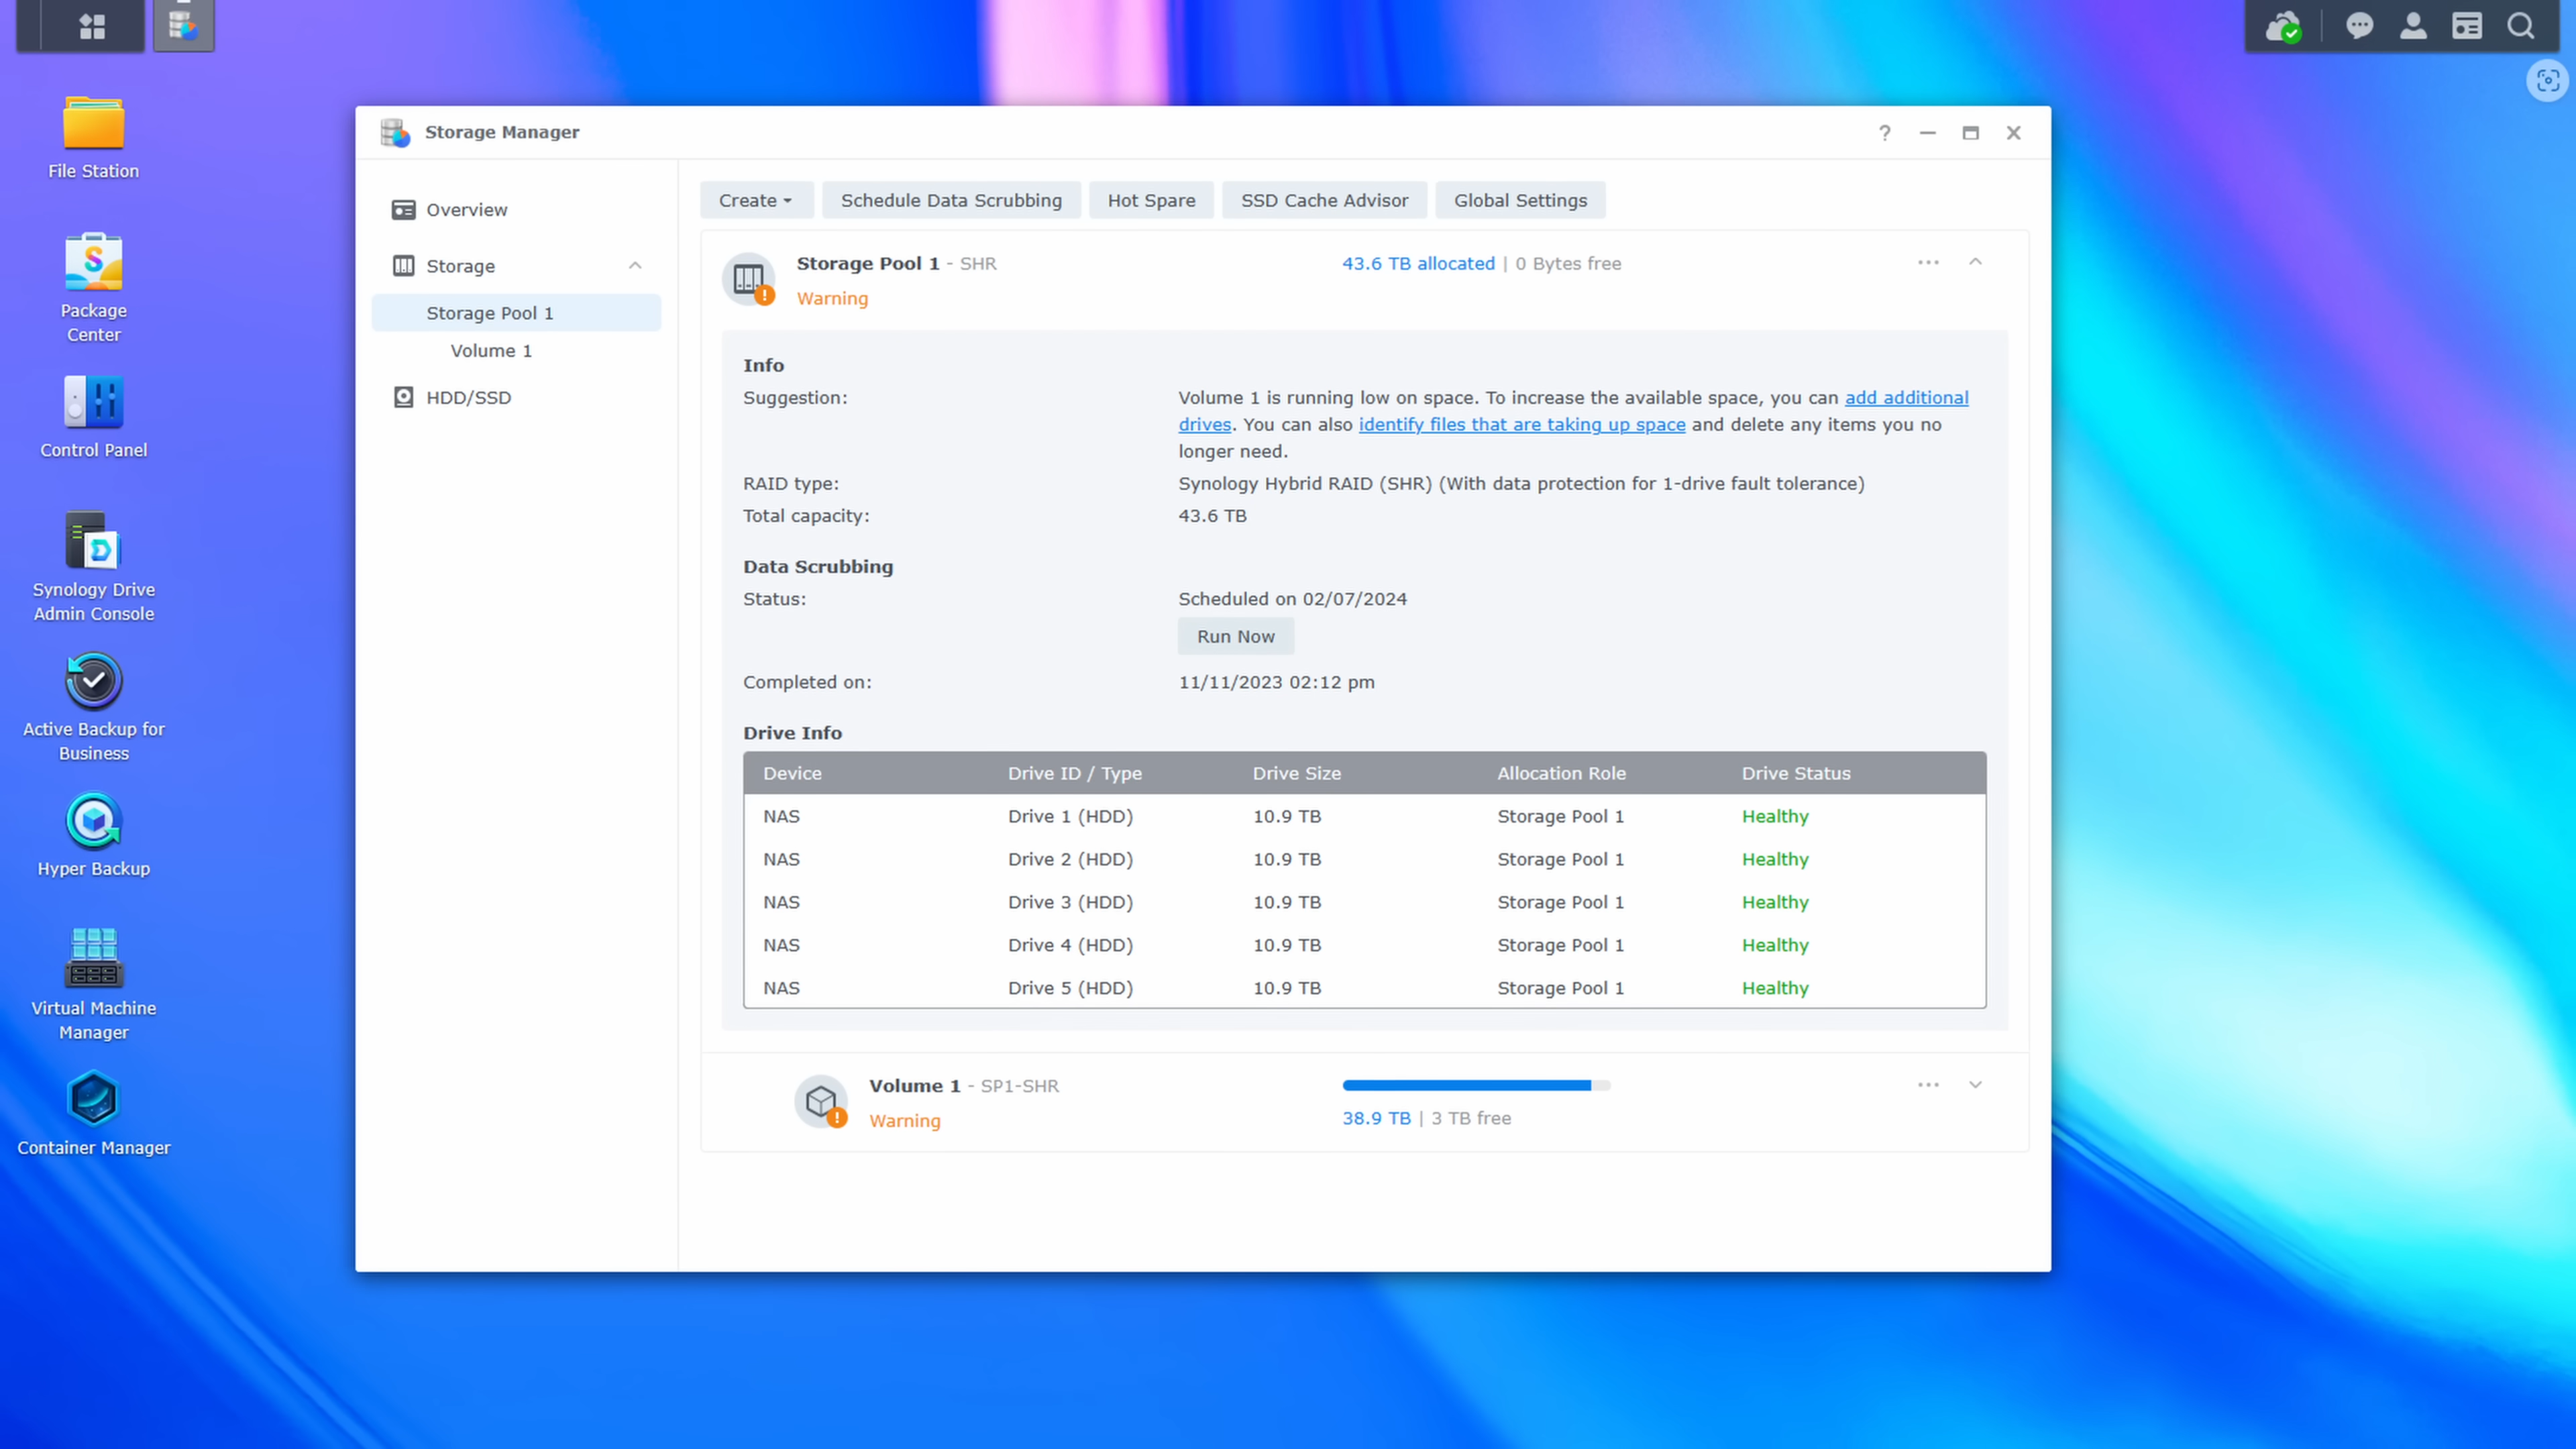 File Station
Package
Center
Control Panel
Synology Drive
Admin Console
Active Backup for
Business
Hyper Backup
Virtual Machine
Manager
Container Manager
Storage Manager
Overview
Storage
Storage Pool 1
Volume 1
HDD/SSD
Create Schedule Data Scrubbing Hot Spare SSD Cache Advisor Global Settings
Storage Pool 1 - SHR 43.6 TB allocated | 0 Bytes free
Warning
Info
Suggestion: Volume 1 is running low on space. To increase the available space, you can add additional
drives. You can also identify files that are taking up space and delete any items you no
longer need.
RAID type: Synology Hybrid RAID (SHR) (With data protection for 1-drive fault tolerance)
Total capacity: 43.6 TB
Data Scrubbing
Status: Scheduled on 02/07/2024
Run Now
Completed on: 11/11/2023 02:12 pm
Drive Info
Device Drive ID / Type Drive Size Allocation Role Drive Status
NAS Drive 1 (HDD) 10.9 TB Storage Pool 1 Healthy
NAS Drive 2 (HDD) 10.9 TB Storage Pool 1 Healthy
NAS Drive 3 (HDD) 10.9 TB Storage Pool 1 Healthy
NAS Drive 4 (HDD) 10.9 TB Storage Pool 1 Healthy
NAS Drive 5 (HDD) 10.9 TB Storage Pool 1 Healthy
Volume 1 - SP1-SHR
Warning
38.9 TB | 3 TB free